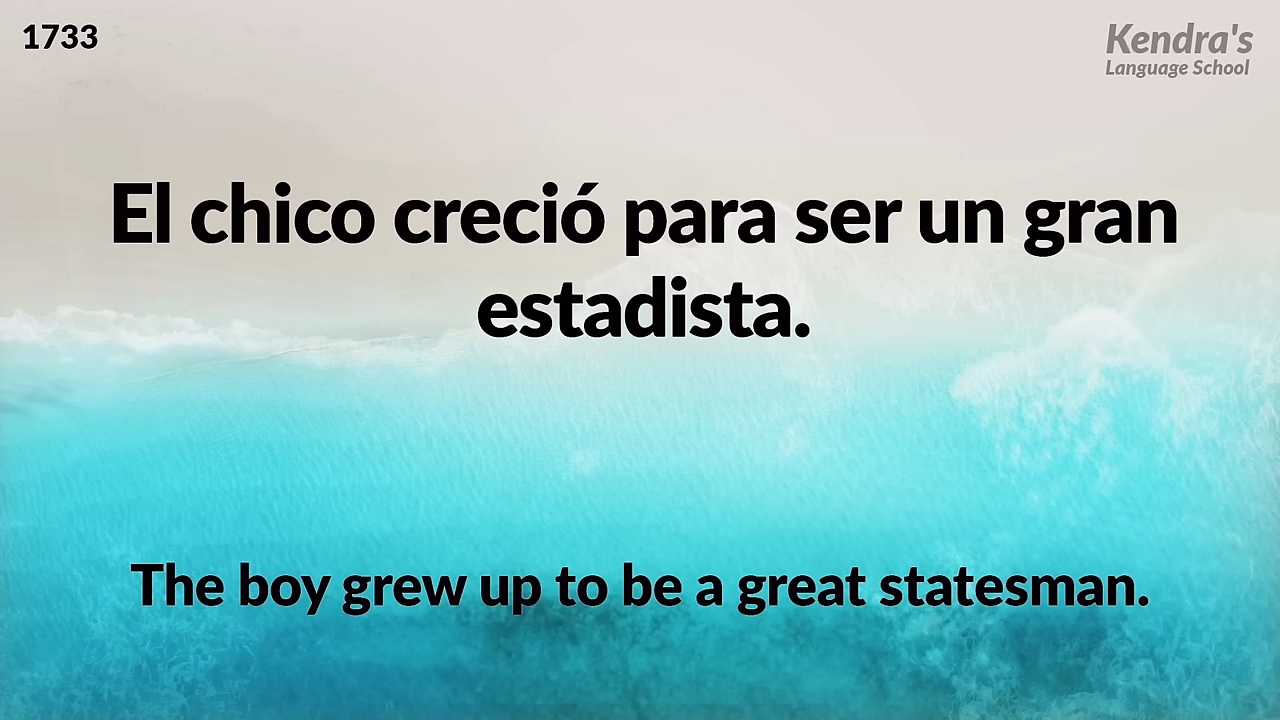 1733
Kendra's
Language School
El chico creció para ser un gran
estadista.
The boy grew up to be a great statesman.